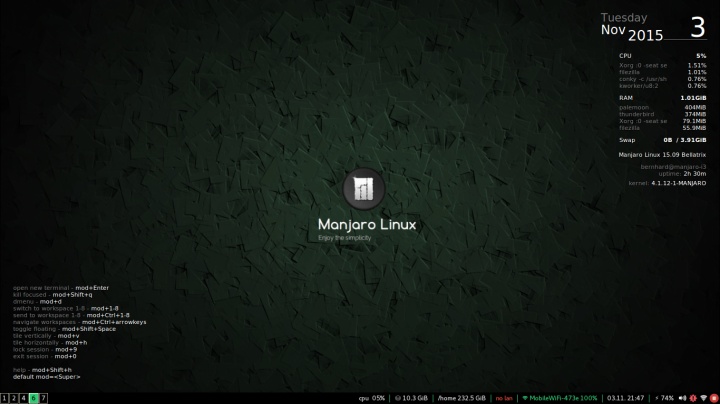 Tuesday
Nov 2015 3
CPU 5%
Xorg :0 -seat se 1.51%
filezilla 1.01%
conky -c /usr/sh 0.76%
kworker/u8:2 0.76%
RAM 1.01GiB
palemoon 404MiB
thunderbird 374MiB
Xorg :0 -seat se 79.1MiB
filezilla 55.9MiB
Swap 0B / 3.91GiB
Manjaro Linux 15.09 Bellatrix
bernhard@manjaro-i3
uptime: 2h 30m
kernel: 4.1.12-1-MANJARO
Manjaro Linux
Enjoy the simplicity
open new terminal - mod+Enter
kill focused - mod+Shift+q
dmenu - mod+d
switch to workspace 1-8 - mod+1-8
send to workspace 1-8 - mod+Ctrl+1-8
navigate workspaces - mod+Ctrl+arrowkeys
toggle floating - mod+Shift+Space
tile vertically - mod+v
tile horizontally - mod+h
lock session - mod+9
exit session - mod+0
help - mod+Shift+h
default mod=<Super>
1 2 4 6 7 cpu 05% | 10.3 GiB | /home 232.5 GiB | no lan | MobileWiFi-473e 100% | 03.11. 21:47 | 74%